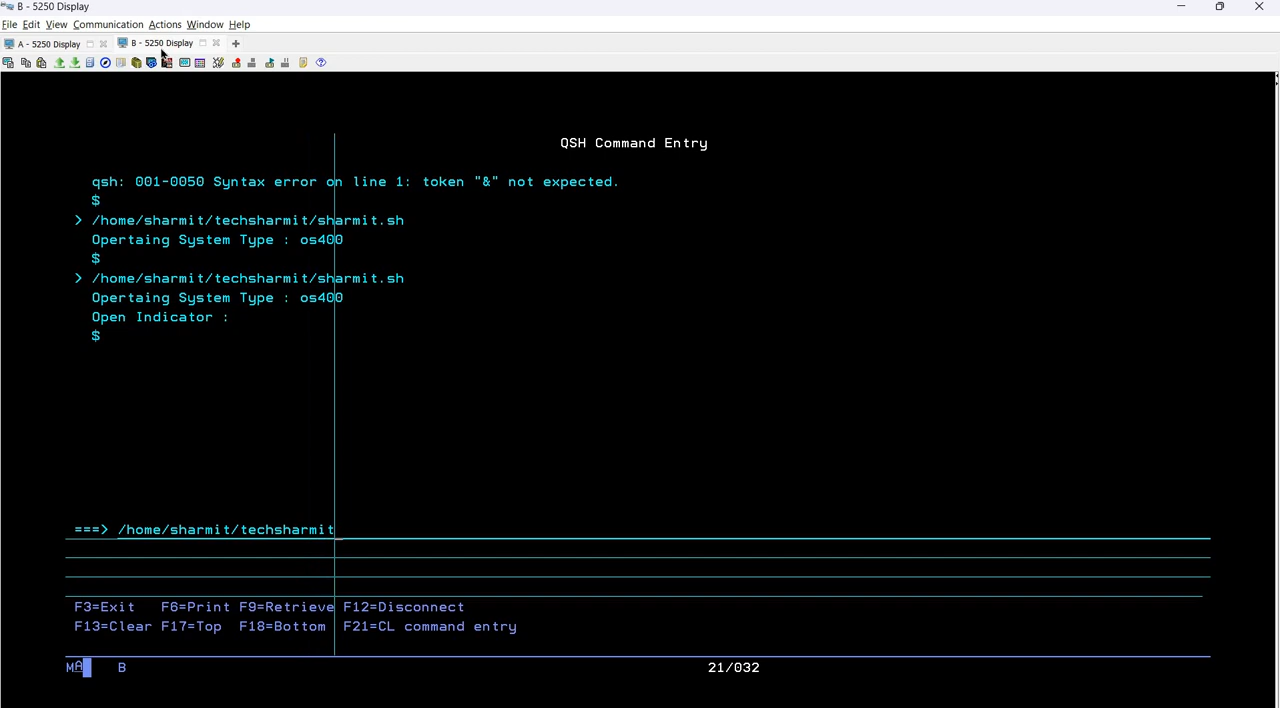 B - 5250 Display
File Edit View Communication Actions Window Help
A - 5250 Display B - 5250 Display
QSH Command Entry
qsh: 001-0050 Syntax error on line 1: token "&" not expected.
$
> /home/sharmit/techsharmit/sharmit.sh
Opertaing System Type : os400
$
> /home/sharmit/techsharmit/sharmit.sh
Opertaing System Type : os400
Open Indicator :
$
===> /home/sharmit/techsharmit
F3=Exit F6=Print F9=Retrieve F12=Disconnect
F13=Clear F17=Top F18=Bottom F21=CL command entry
MA B 21/032